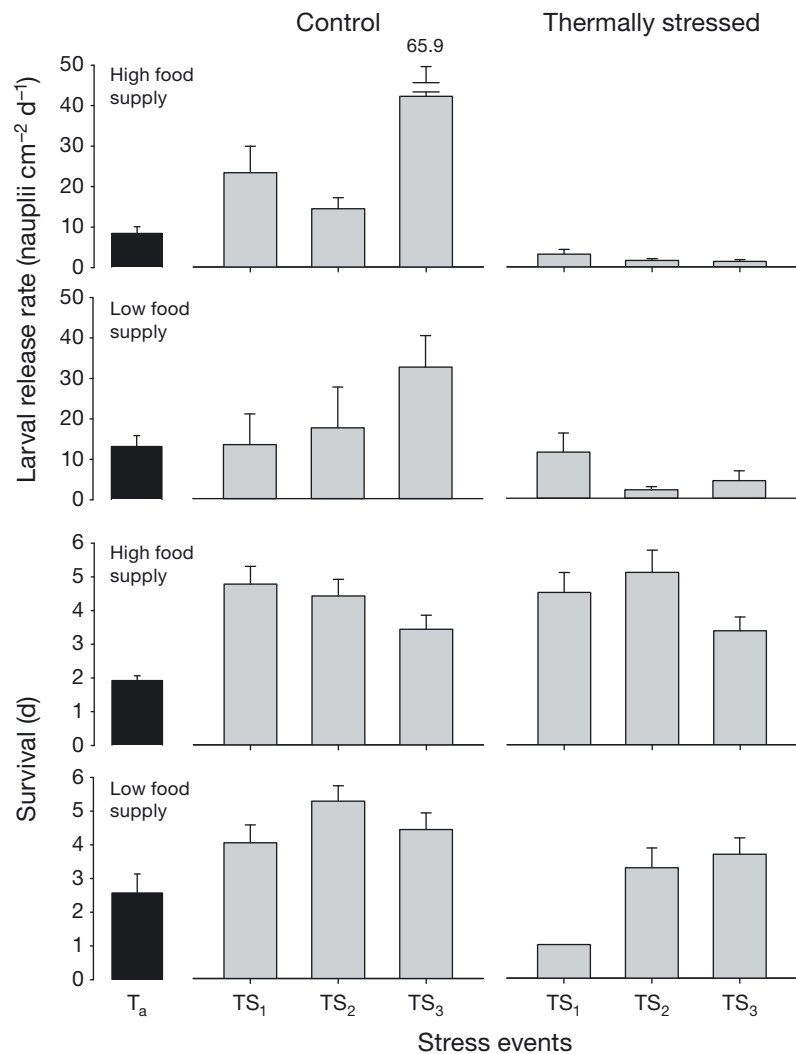 Control Thermally stressed
65.9
Larval release rate (nauplii cm⁻² d⁻¹)
High food
supply
50
40
30
20
10
0
Low food
supply
50
40
30
20
10
0
Survival (d)
High food
supply
6
5
4
3
2
1
0
Low food
supply
6
5
4
3
2
1
0
Tₐ TS₁ TS₂ TS₃ TS₁ TS₂ TS₃
Stress events